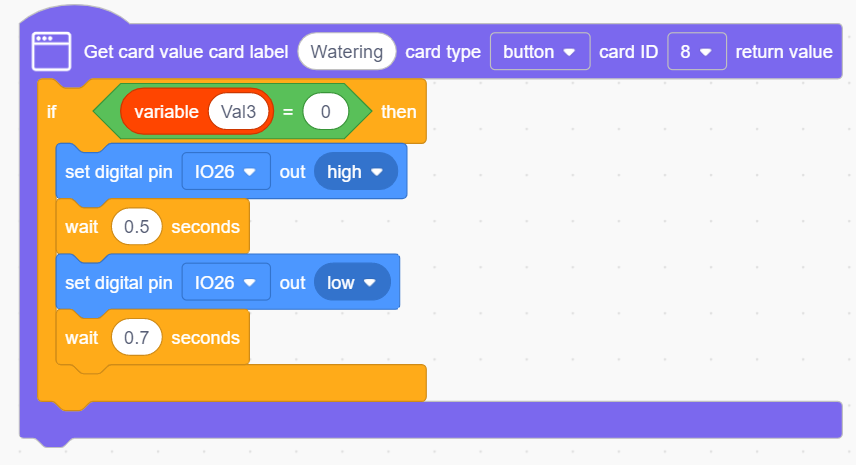 Get card value card label Watering card type button card ID 8 return value
if variable Val3 = 0 then
set digital pin IO26 out high
wait 0.5 seconds
set digital pin IO26 out low
wait 0.7 seconds